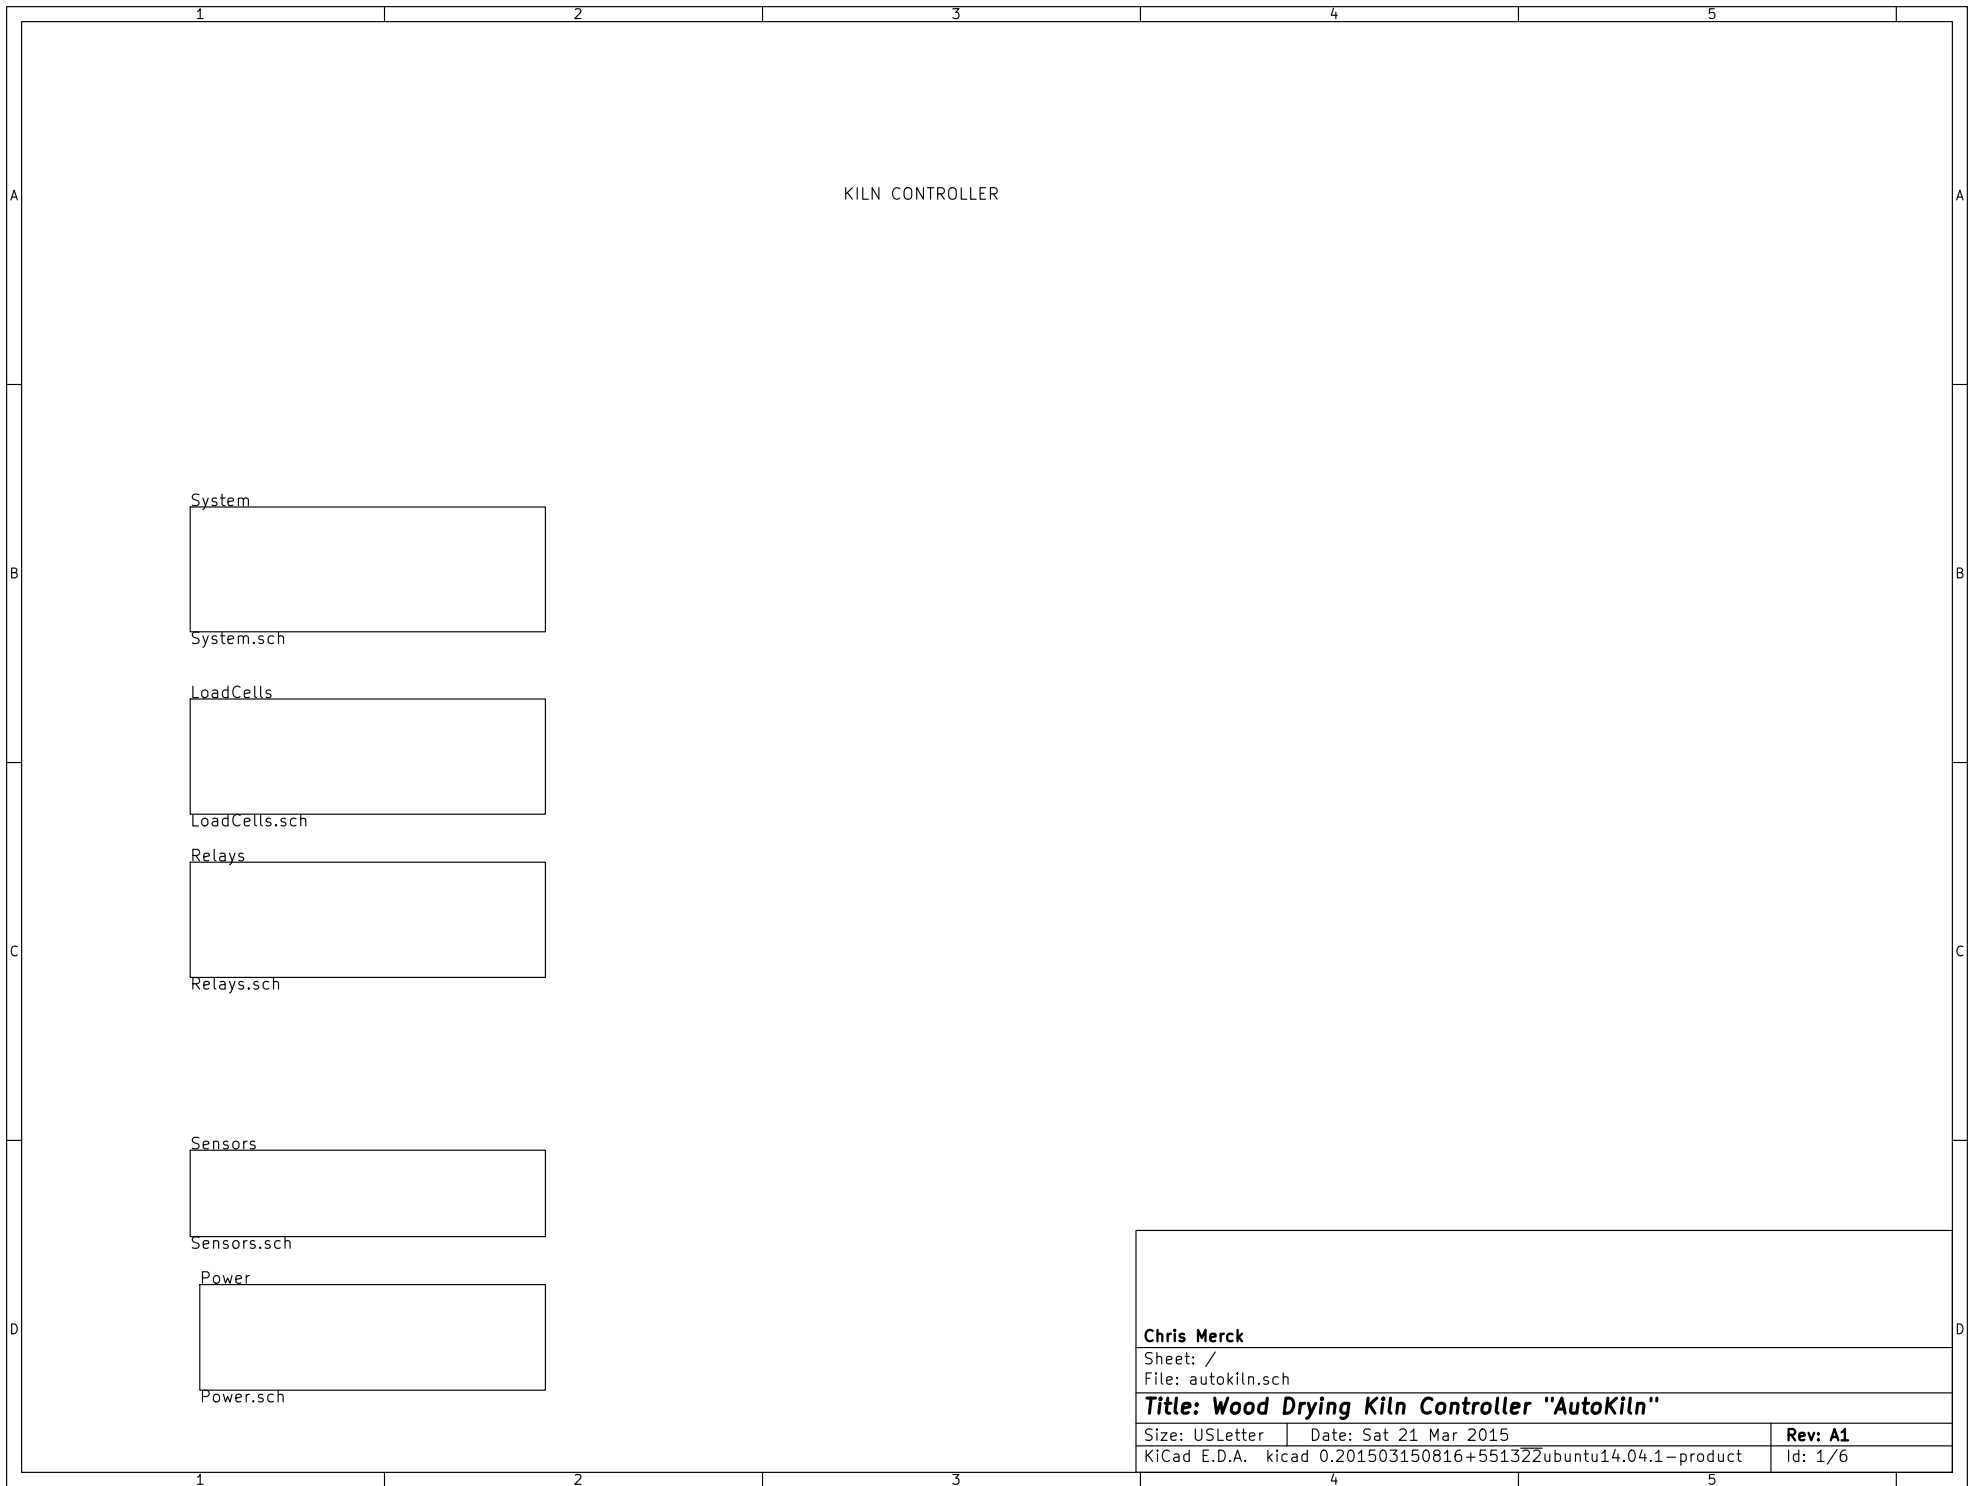 1 2 3 4 5
A A
KILN CONTROLLER
System
B B
System.sch
LoadCells
LoadCells.sch
Relays
C C
Relays.sch
Sensors
Sensors.sch
Power
D D
Power.sch
Chris Merck
Sheet: /
File: autokiln.sch
Title: Wood Drying Kiln Controller "AutoKiln"
Size: USLetter Date: Sat 21 Mar 2015 Rev: A1
KiCad E.D.A. kicad 0.201503150816+551322ubuntu14.04.1-product Id: 1/6
1 2 3 4 5